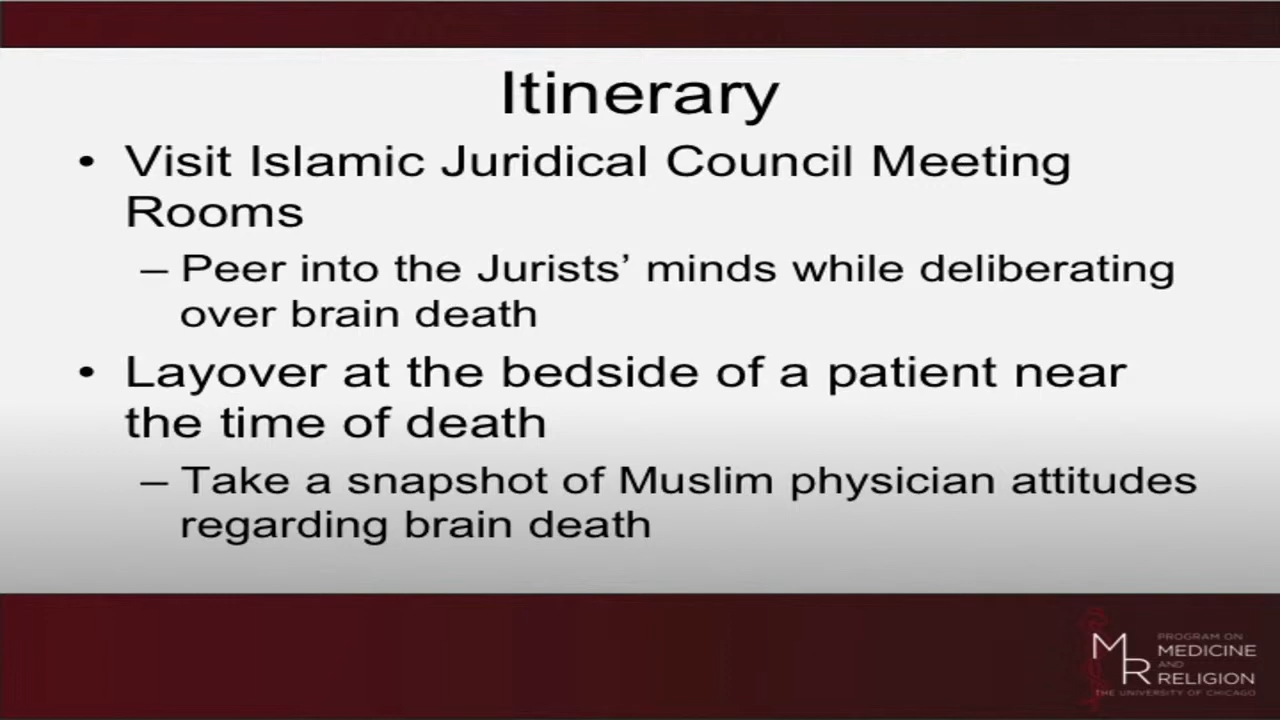 Itinerary
• Visit Islamic Juridical Council Meeting
Rooms
– Peer into the Jurists’ minds while deliberating
over brain death
• Layover at the bedside of a patient near
the time of death
– Take a snapshot of Muslim physician attitudes
regarding brain death
MR
PROGRAM ON
MEDICINE
AND
RELIGION
THE UNIVERSITY OF CHICAGO